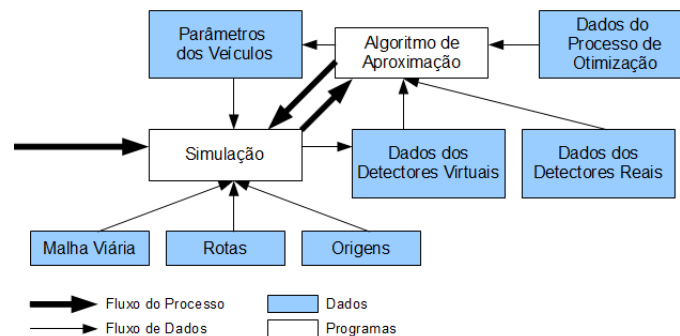 Parâmetros
dos Veículos
Algoritmo de
Aproximação
Dados do
Processo de
Otimização
Simulação
Dados dos
Detectores Virtuais
Dados dos
Detectores Reais
Malha Viária
Rotas
Origens
Fluxo do Processo
Dados
Fluxo de Dados
Programas